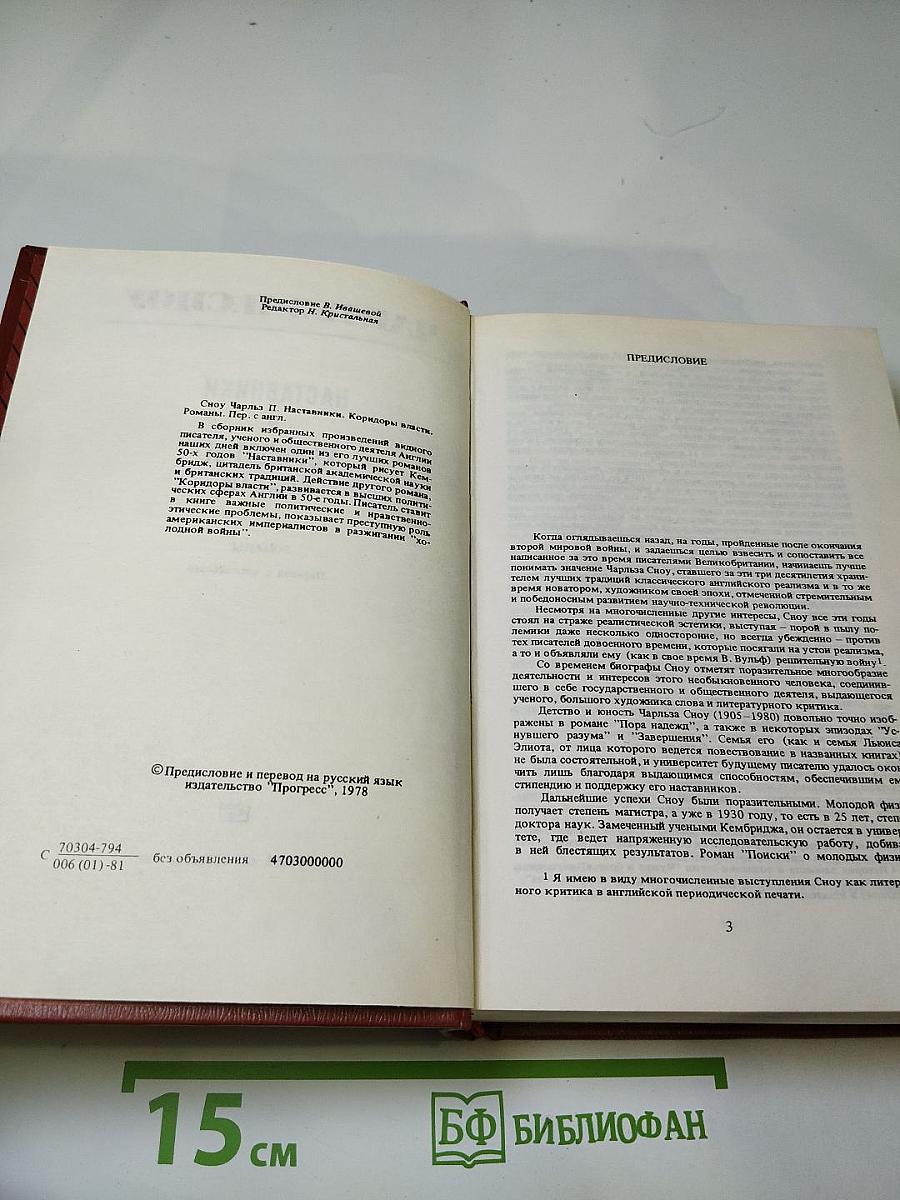 Предисловие В. Ивашевой
Редактор Н. Кристальная
Сноу Чарльз П. Наставники. Коридоры власти.
Романы. Пер. с англ.
В сборник избранных произведений видного
писателя, ученого и общественного деятеля Англии
наших дней включен один из его лучших романов
50-х годов "Наставники", который рисует Кем-
бридж, цитадель британской академической науки
и британских традиций. Действие другого романа,
"Коридоры власти", развивается в высших полити-
ческих сферах Англии в 50-е годы. Писатель ставит
в книге важные политические и нравственно-
этические проблемы, показывает преступную роль
американских империалистов в разжигании "хо-
лодной войны".
© Предисловие и перевод на русский язык
издательство "Прогресс", 1978
С 70304-794
006 (01)-81
без объявления 4703000000
ПРЕДИСЛОВИЕ
Когда оглядываешься назад, на годы, пройденные после окончания
второй мировой войны, и задаешься целью взвесить и сопоставить все
написанное за это время писателями Великобритании, начинаешь лучше
понимать значение Чарльза Сноу, ставшего за эти три десятилетия храни-
телем лучших традиций классического английского реализма и в то же
время новатором, художником своей эпохи, отмеченной стремительным
и победоносным развитием научно-технической революции.
Несмотря на многочисленные другие интересы, Сноу все эти годы
стоял на страже реалистической эстетики, выступая – порой в пылу по-
лемики даже несколько односторонне, но всегда убежденно – против
тех писателей довоенного времени, которые посягали на устои реализма,
а то и объявляли ему (как в свое время В. Вульф) решительную войну¹.
Со временем биографы Сноу отметят поразительное многообразие
деятельности и интересов этого необыкновенного человека, соединив-
шего в себе государственного и общественного деятеля, выдающегося
ученого, большого художника слова и литературного критика.
Детство и юность Чарльза Сноу (1905–1980) довольно точно изоб-
ражены в романе "Пора надежд", а также в некоторых эпизодах "Ус-
нувшего разума" и "Завершения". Семья его (как и семья Льюиса
Элиота, от лица которого ведется повествование в названных книгах)
не была состоятельной, и университет будущему писателю удалось окон
чить лишь благодаря выдающимся способностям, обеспечившим ем
стипендию и поддержку его наставников.
Дальнейшие успехи Сноу были поразительными. Молодой физ
получает степень магистра, а уже в 1930 году, то есть в 25 лет, степ
доктора наук. Замеченный учеными Кембриджа, он остается в универ
тете, где ведет напряженную исследовательскую работу, добива
в ней блестящих результатов. Роман "Поиски" о молодых физи
1 Я имею в виду многочисленные выступления Сноу как литер
ного критика в английской периодической печати.
3
15 см
БФ БИБЛИОФАН